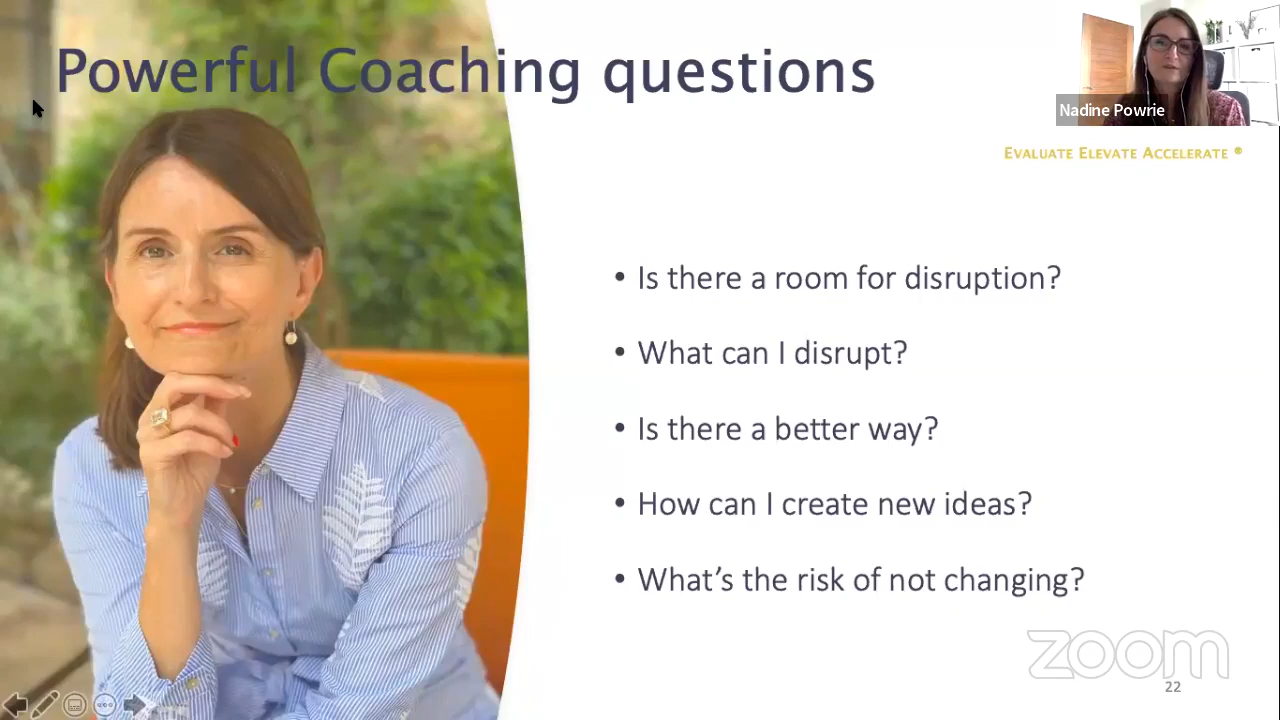 Powerful Coaching questions
Nadine Powrie
EVALUATE ELEVATE ACCELERATE ®
• Is there a room for disruption?
• What can I disrupt?
• Is there a better way?
• How can I create new ideas?
• What’s the risk of not changing?
zoom
22